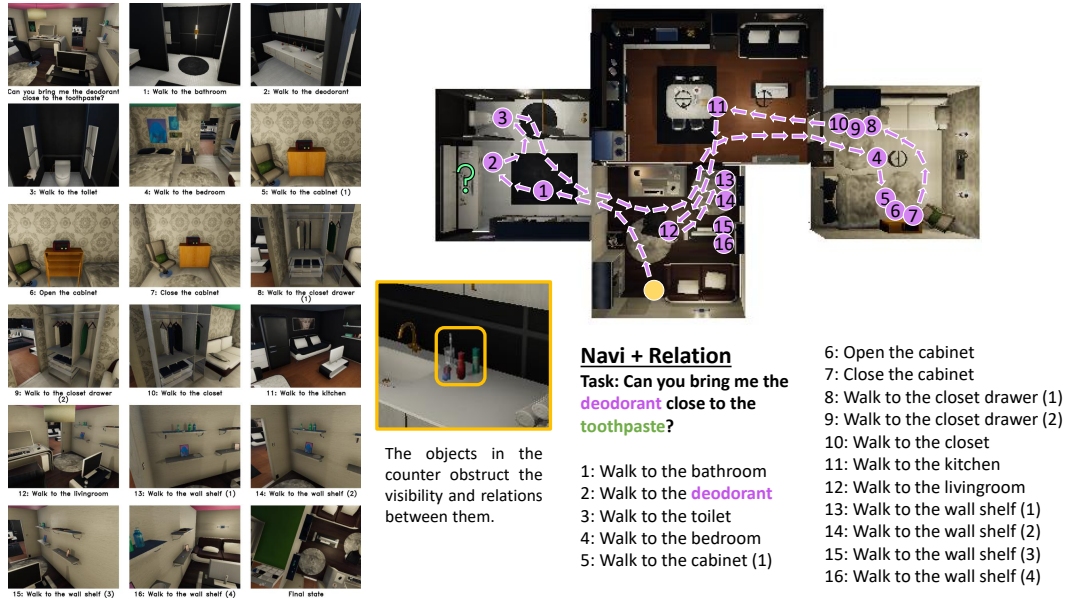 Can you bring me the deodorant
close to the toothpaste?
1: Walk to the bathroom
2: Walk to the deodorant
3: Walk to the toilet
4: Walk to the bedroom
5: Walk to the cabinet (1)
6: Open the cabinet
7: Close the cabinet
8: Walk to the closet drawer
(1)
9: Walk to the closet drawer
(2)
10: Walk to the closet
11: Walk to the kitchen
12: Walk to the livingroom
13: Walk to the wall shelf (1)
14: Walk to the wall shelf (2)
15: Walk to the wall shelf (3)
16: Walk to the wall shelf (4)
Final state
3
2
?
1
11
10
9
8
4
5
6
7
13
14
12
15
16
The objects in the
counter obstruct the
visibility and relations
between them.
Navi + Relation
Task: Can you bring me the
deodorant close to the
toothpaste?
1: Walk to the bathroom
2: Walk to the deodorant
3: Walk to the toilet
4: Walk to the bedroom
5: Walk to the cabinet (1)
6: Open the cabinet
7: Close the cabinet
8: Walk to the closet drawer (1)
9: Walk to the closet drawer (2)
10: Walk to the closet
11: Walk to the kitchen
12: Walk to the livingroom
13: Walk to the wall shelf (1)
14: Walk to the wall shelf (2)
15: Walk to the wall shelf (3)
16: Walk to the wall shelf (4)